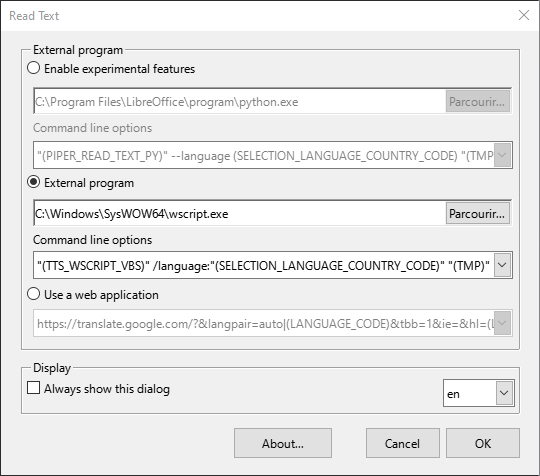 Read Text
External program
Enable experimental features
C:\Program Files\LibreOffice\program\python.exe
Parcourir...
Command line options
"(PIPER_READ_TEXT_PY)" --language (SELECTION_LANGUAGE_COUNTRY_CODE) "(TMP
External program
C:\Windows\SysWOW64\wscript.exe
Parcourir...
Command line options
"(TTS_WSCRIPT_VBS)" /language:"(SELECTION_LANGUAGE_COUNTRY_CODE)" "(TMP)"
Use a web application
https://translate.google.com/?&langpair=auto|(LANGUAGE_CODE)&tbb=1&ie=&hl=(L
Display
Always show this dialog
en
About...
Cancel
OK